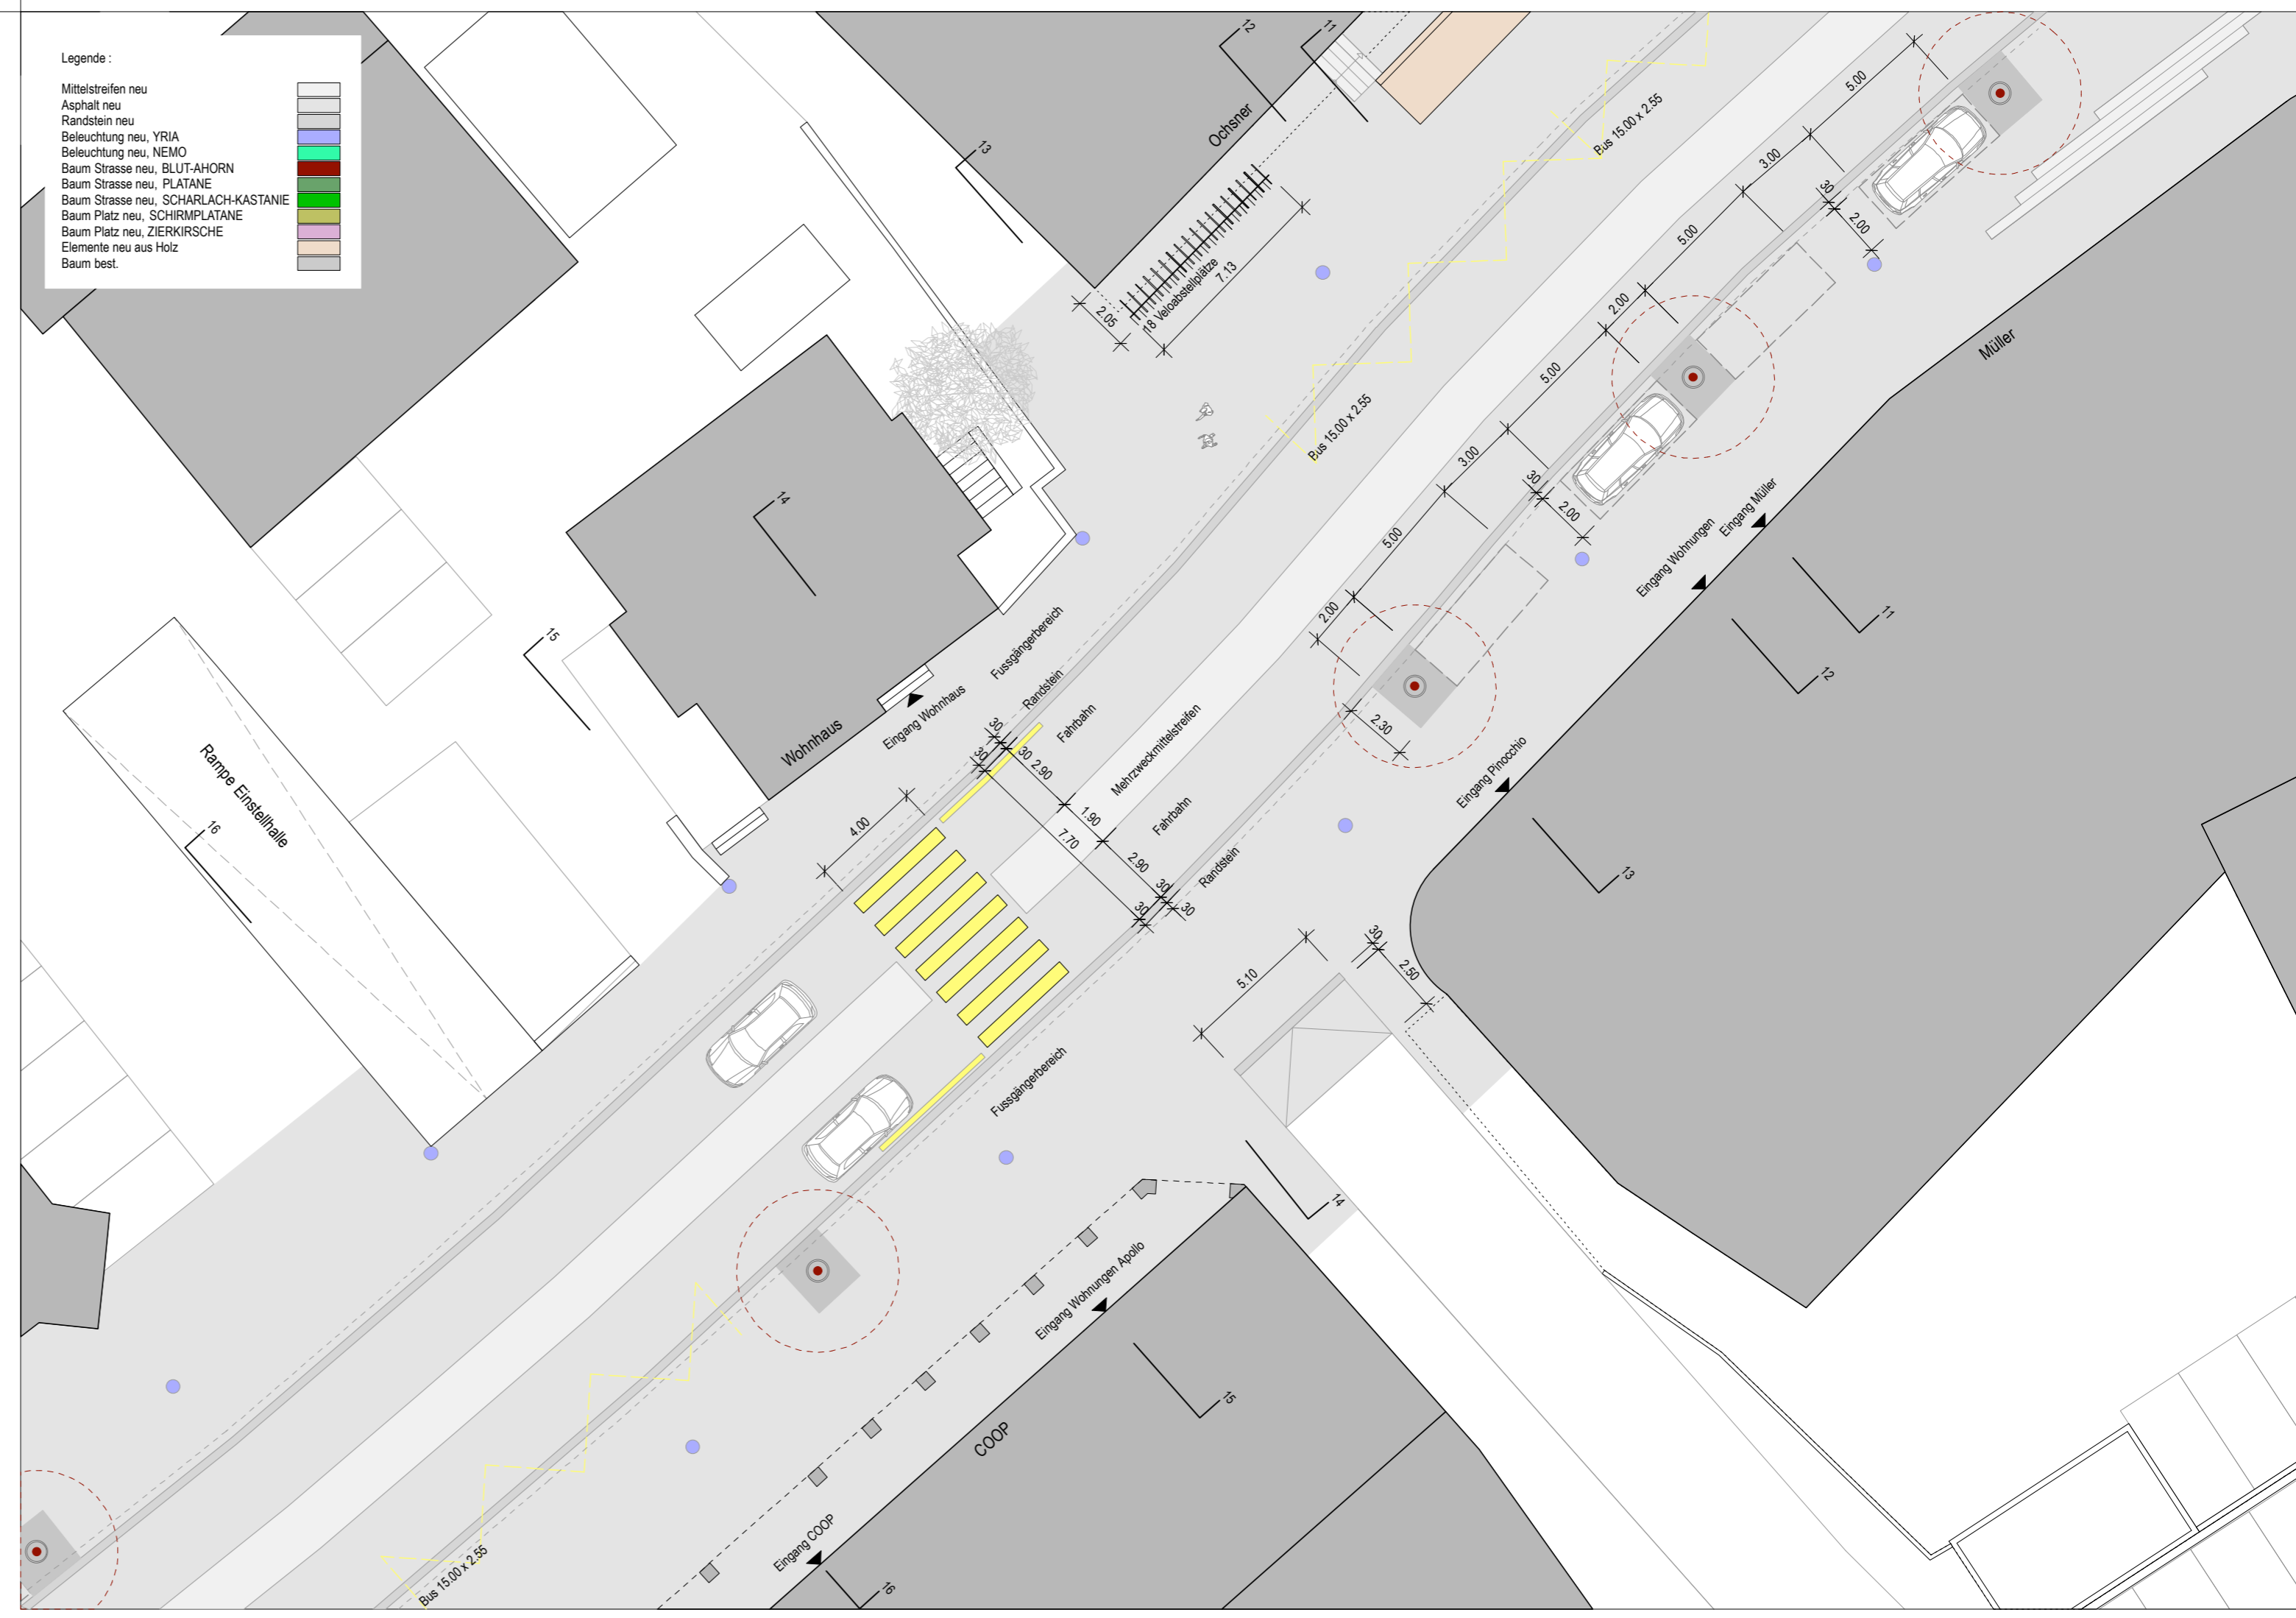 Legende :
Mittelstreifen neu
Asphalt neu
Randstein neu
Beleuchtung neu, YRIA
Beleuchtung neu, NEMO
Baum Strasse neu, BLUT-AHORN
Baum Strasse neu, PLATANE
Baum Strasse neu, SCHARLACH-KASTANIE
Baum Platz neu, SCHIRMPLATANE
Baum Platz neu, ZIERKIRSCHE
Elemente neu aus Holz
Baum best.
12
11
13
Ochsner
Bus 15.00 x 2.55
5.00
3.00
30
2.00
5.00
2.00
18 Veloabstellplätze
7.13
2.05
Müller
5.00
Bus 15.00 x 2.55
3.00
30
2.00
14
5.00
Eingang Müller
Eingang Wohnungen
11
12
2.00
15
Fussgängerbereich
Randstein
Eingang Wohnhaus
Wohnhaus
Fahrbahn
Mehrzweckmittelstreifen
2.30
30
30
30
2.90
1.90
7.70
2.90
Fahrbahn
Randstein
30
30
30
Eingang Pinocchio
Rampe Einstellhalle
16
4.00
13
30
2.50
5.10
Fussgängerbereich
14
Eingang Wohnungen Apollo
15
COOP
Eingang COOP
16
Bus 15.00 x 2.55